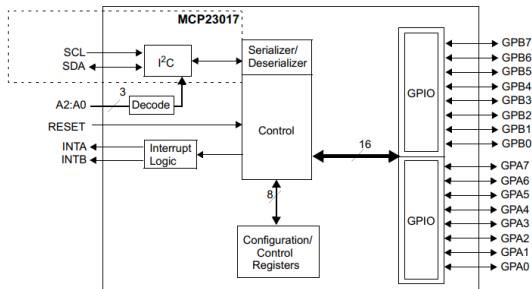 MCP23017
SCL
SDA
I2C
Serializer/
Deserializer
3
A2:A0
Decode
RESET
Control
INTA
INTB
Interrupt
Logic
16
8
Configuration/
Control
Registers
GPIO
GPB7
GPB6
GPB5
GPB4
GPB3
GPB2
GPB1
GPB0
GPIO
GPA7
GPA6
GPA5
GPA4
GPA3
GPA2
GPA1
GPA0